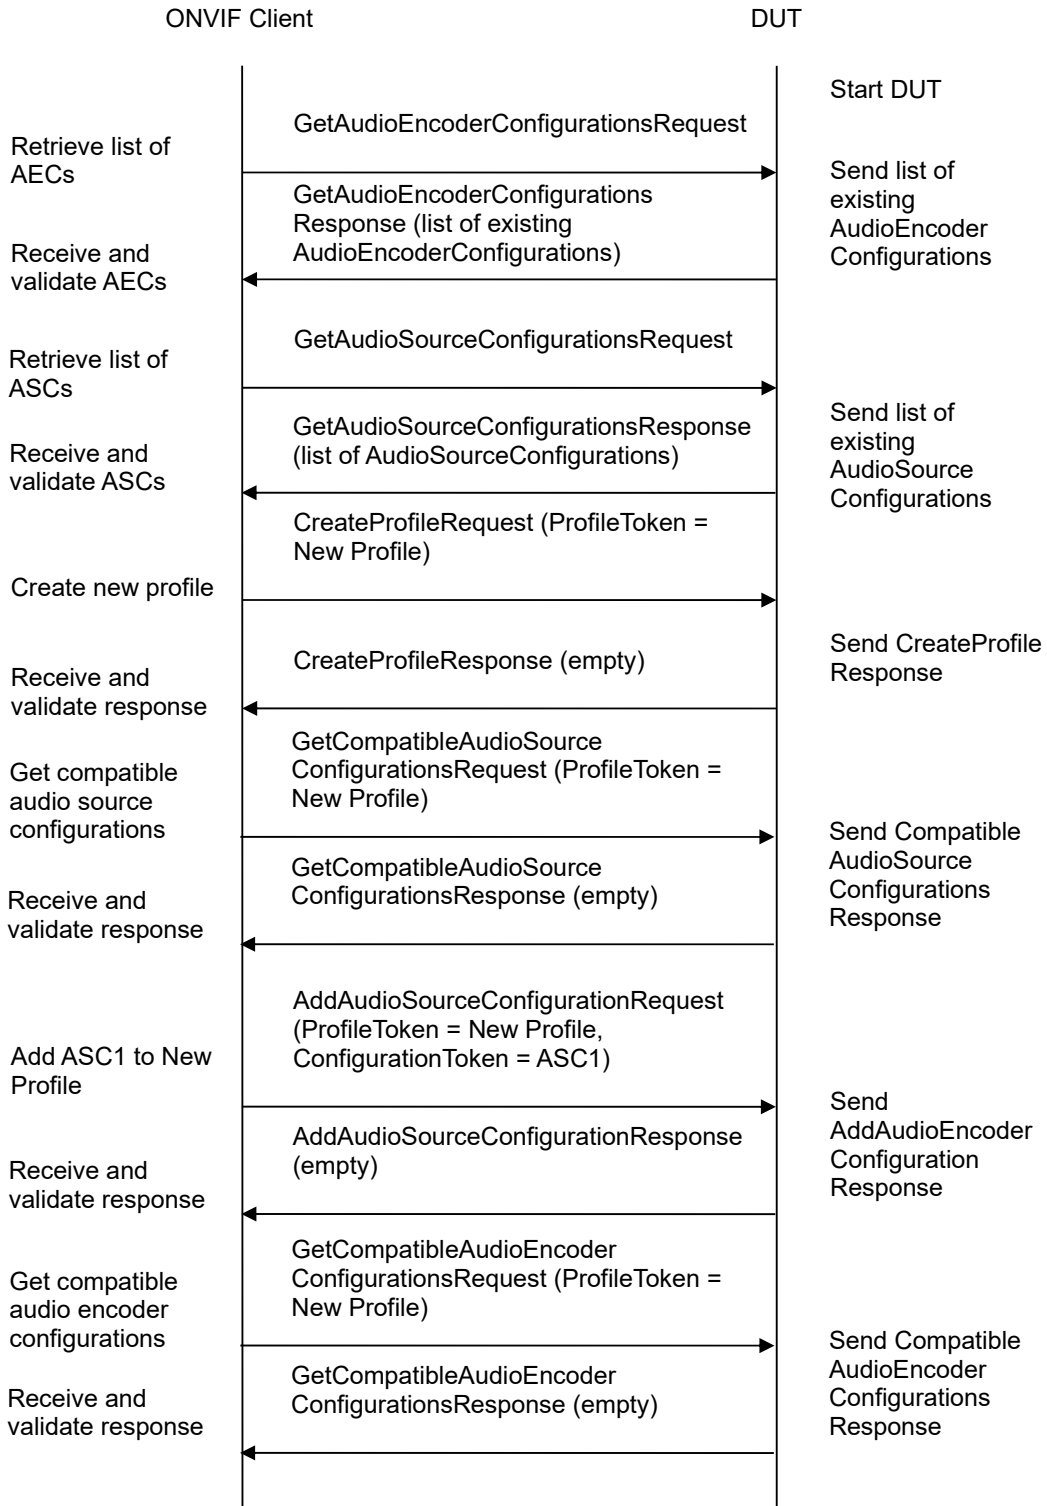 ONVIF Client
DUT
Start DUT
GetAudioEncoderConfigurationsRequest
Retrieve list of
AECs
Send list of
existing
AudioEncoder
Configurations
GetAudioEncoderConfigurations
Response (list of existing
AudioEncoderConfigurations)
Receive and
validate AECs
GetAudioSourceConfigurationsRequest
Retrieve list of
ASCs
Send list of
existing
AudioSource
Configurations
GetAudioSourceConfigurationsResponse
(list of AudioSourceConfigurations)
Receive and
validate ASCs
CreateProfileRequest (ProfileToken =
New Profile)
Create new profile
Send CreateProfile
Response
CreateProfileResponse (empty)
Receive and
validate response
GetCompatibleAudioSource
ConfigurationsRequest (ProfileToken =
New Profile)
Get compatible
audio source
configurations
Send Compatible
AudioSource
Configurations
Response
GetCompatibleAudioSource
ConfigurationsResponse (empty)
Receive and
validate response
AddAudioSourceConfigurationRequest
(ProfileToken = New Profile,
ConfigurationToken = ASC1)
Add ASC1 to New
Profile
Send
AddAudioEncoder
Configuration
Response
AddAudioSourceConfigurationResponse
(empty)
Receive and
validate response
GetCompatibleAudioEncoder
ConfigurationsRequest (ProfileToken =
New Profile)
Get compatible
audio encoder
configurations
Send Compatible
AudioEncoder
Configurations
Response
GetCompatibleAudioEncoder
ConfigurationsResponse (empty)
Receive and
validate response